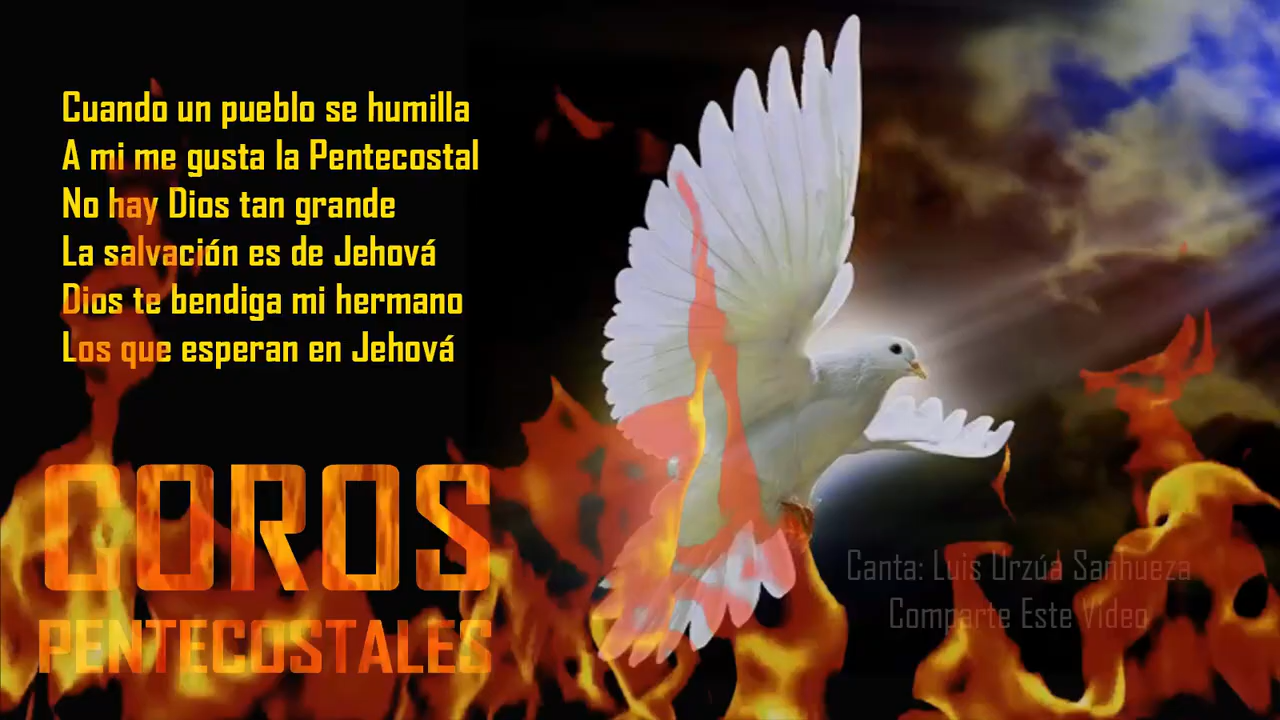 Cuando un pueblo se humilla
A mi me gusta la Pentecostal
No hay Dios tan grande
La salvación es de Jehová
Dios te bendiga mi hermano
Los que esperan en Jehová
COROS
PENTECOSTALES
Canta: Luis Urzúa Sanhueza
Comparte Este Video